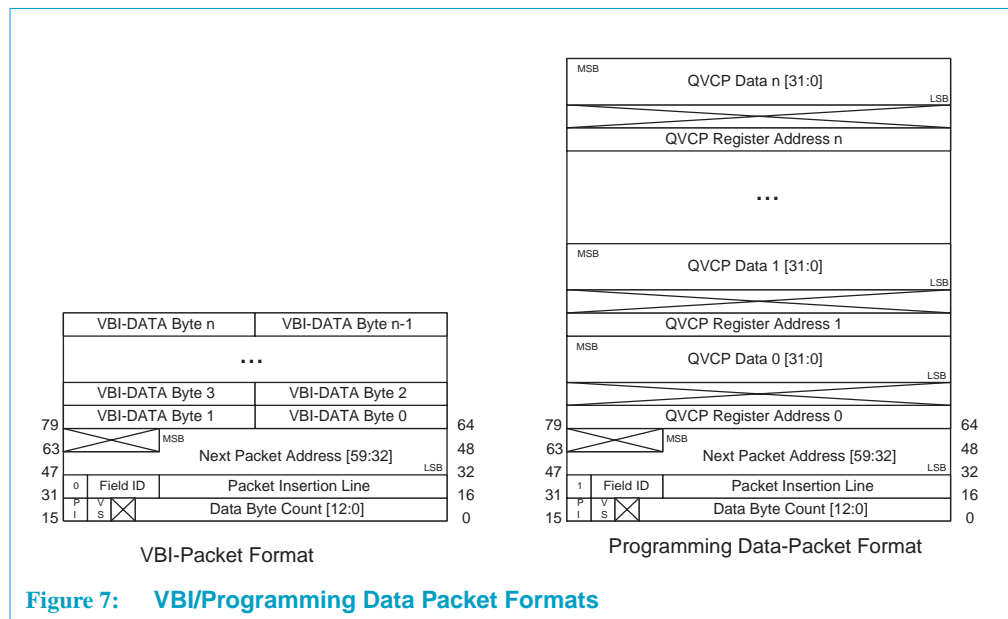 MSB
QVCP Data n [31:0]
LSB
QVCP Register Address n
...
MSB
QVCP Data 1 [31:0]
LSB
QVCP Register Address 1
MSB
QVCP Data 0 [31:0]
LSB
QVCP Register Address 0
79 64
MSB
63 48
Next Packet Address [59:32]
LSB
47 32
1 Field ID Packet Insertion Line
31 16
P I V S Data Byte Count [12:0]
15 0
Programming Data-Packet Format
VBI-DATA Byte n VBI-DATA Byte n-1
...
VBI-DATA Byte 3 VBI-DATA Byte 2
VBI-DATA Byte 1 VBI-DATA Byte 0
79 64
MSB
63 48
Next Packet Address [59:32]
LSB
47 32
0 Field ID Packet Insertion Line
31 16
P I V S Data Byte Count [12:0]
15 0
VBI-Packet Format
Figure 7: VBI/Programming Data Packet Formats